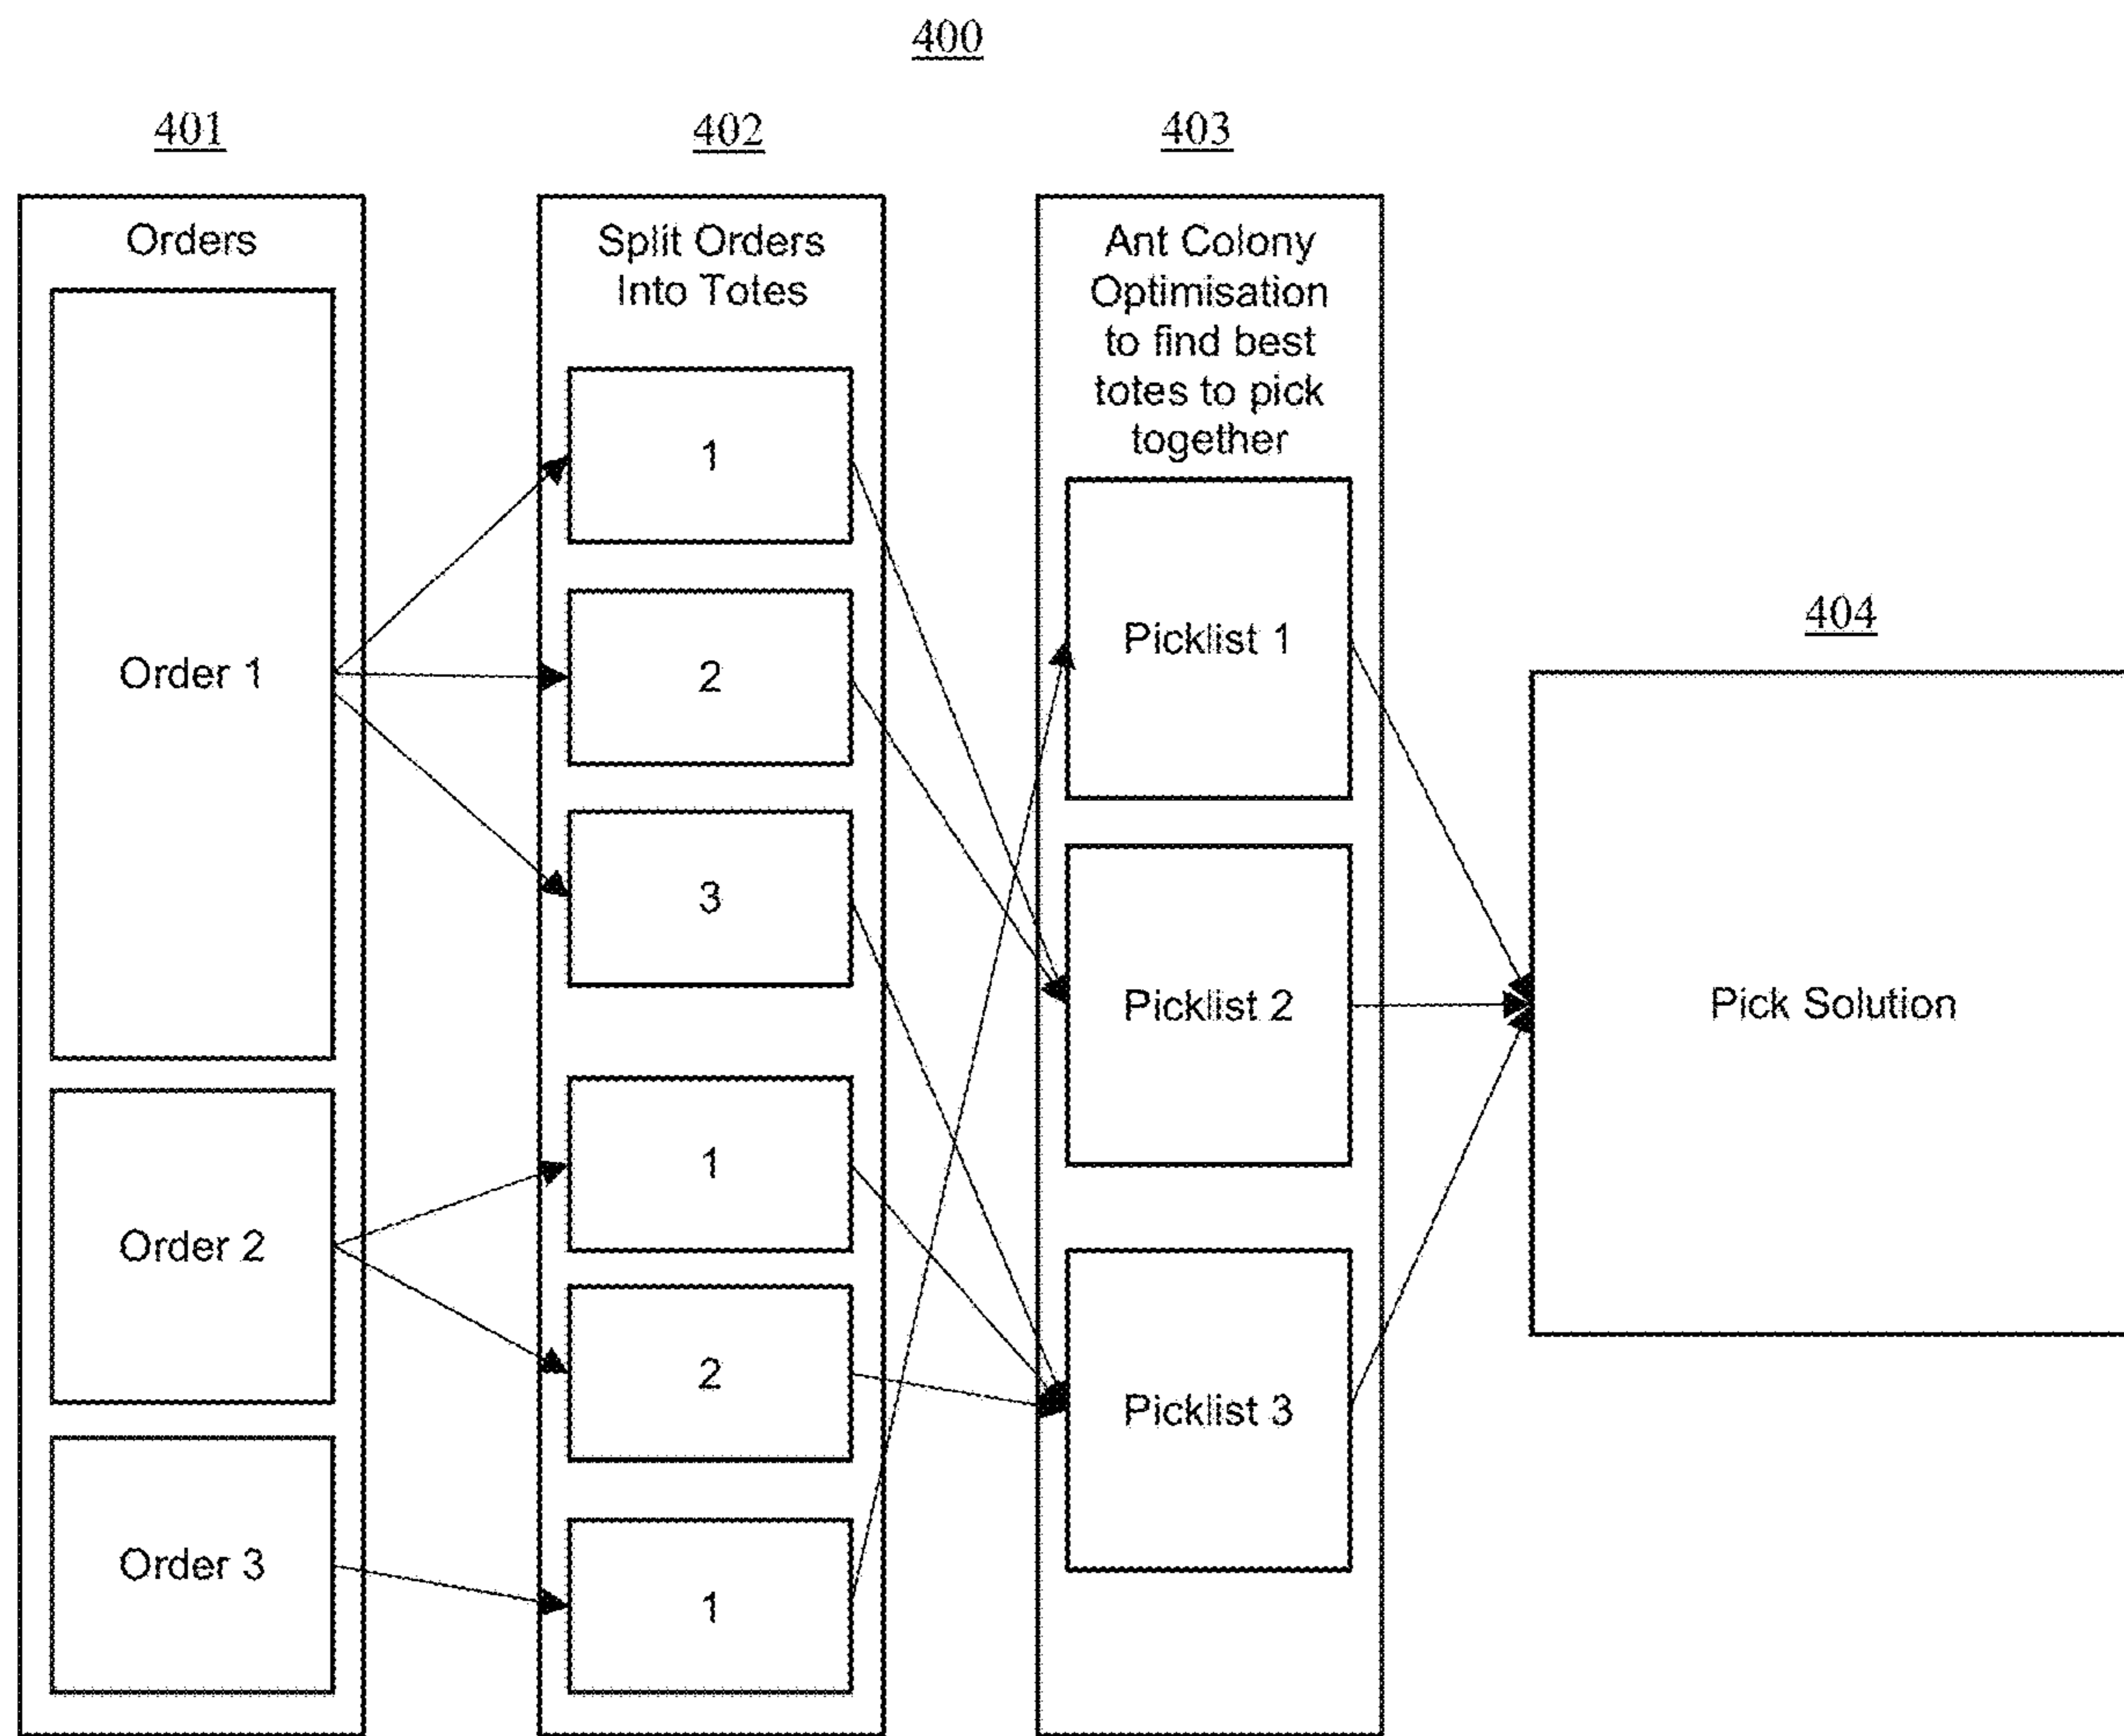 400
401
Orders
Order 1
Order 2
Order 3
402
Split Orders
Into Totes
1
2
3
1
2
1
403
Ant Colony
Optimisation
to find best
totes to pick
together
Picklist 1
Picklist 2
Picklist 3
404
Pick Solution